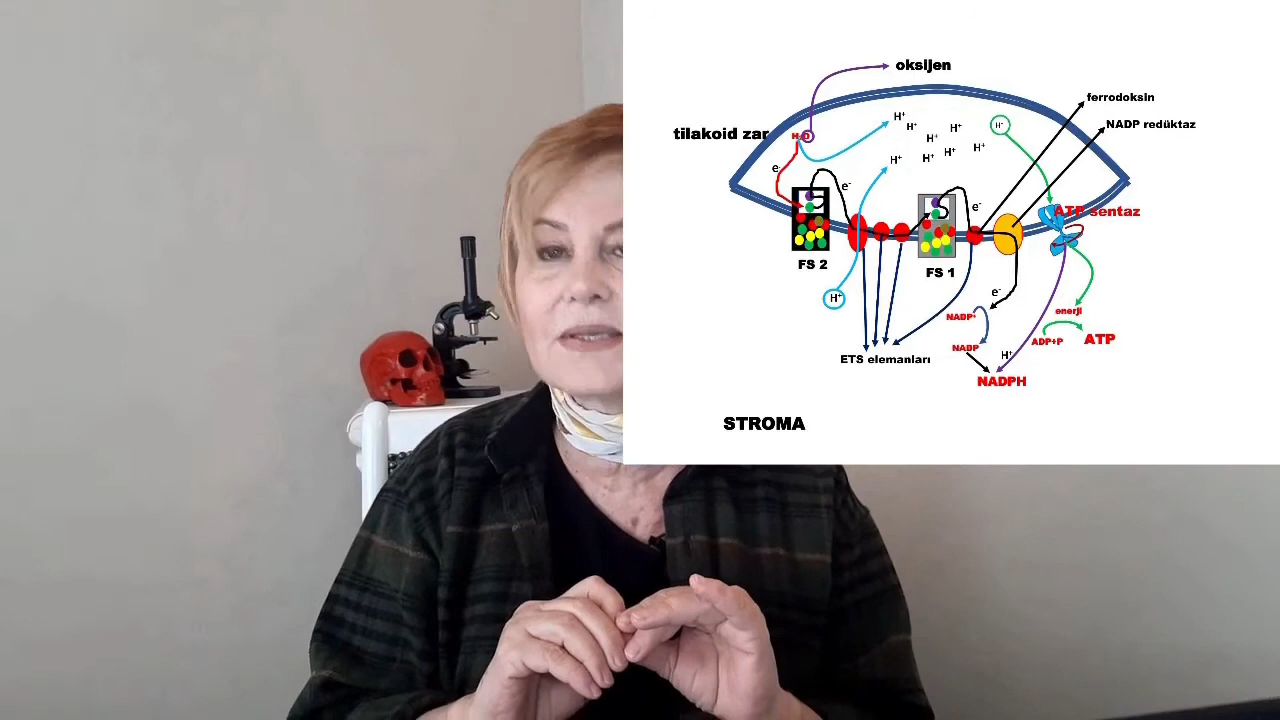 oksijen
ferrodoksin
NADP redüktaz
tilakoid zar
H₂O
H⁺
H⁺
H⁺
H⁺
H⁺
H⁺
H⁺
H⁺
H⁺
e⁻
e⁻
e⁻
ATP sentaz
FS 2
FS 1
H⁺
e⁻
NADP⁺
enerji
ADP+P
ATP
NADP
H⁺
ETS elemanları
NADPH
STROMA